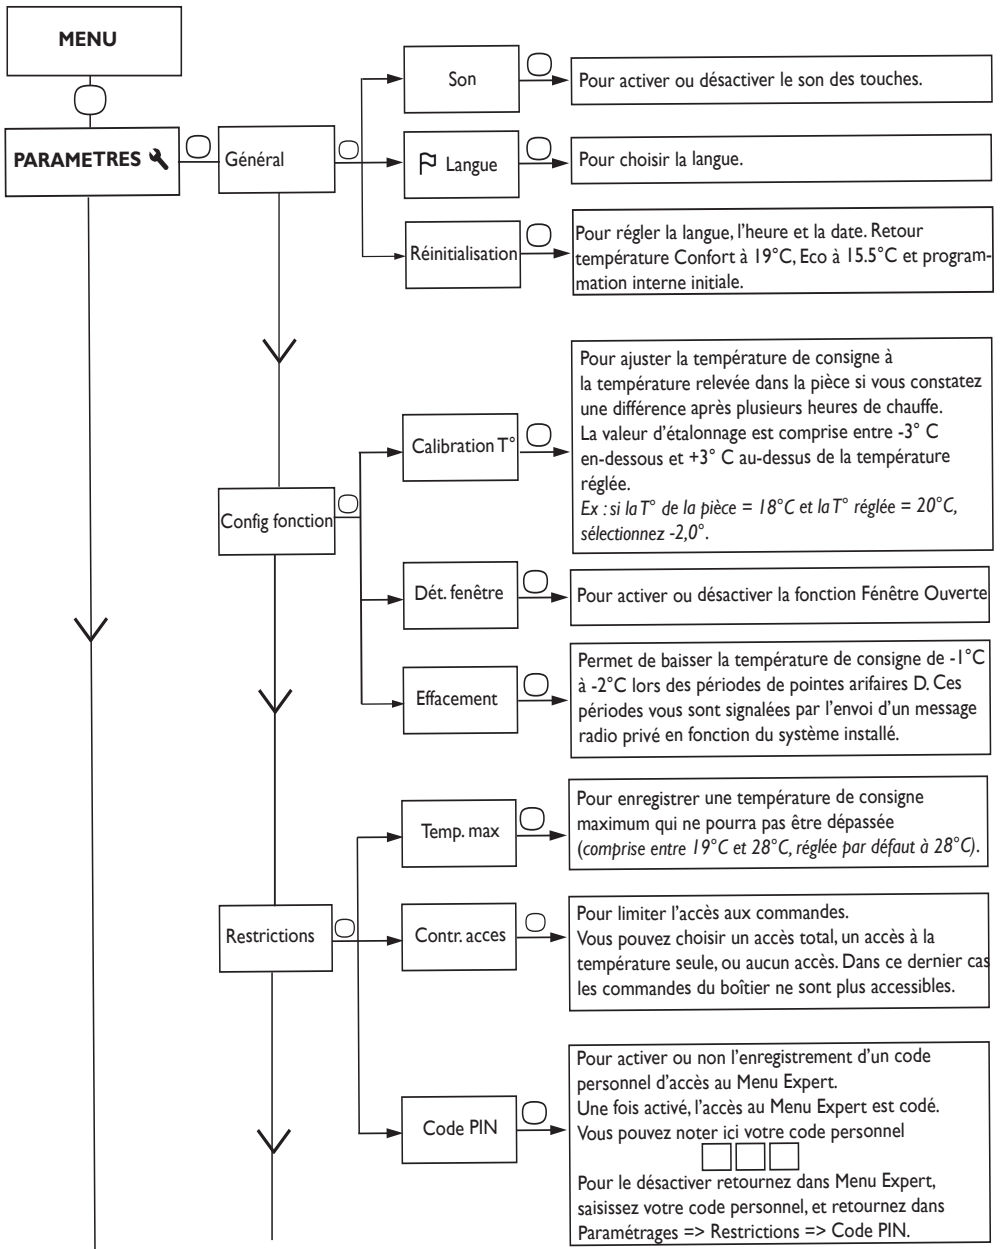 MENU
PARAMETRES
Général
Son
Pour activer ou désactiver le son des touches.
Langue
Pour choisir la langue.
Réinitialisation
Pour régler la langue, l'heure et la date. Retour
température Confort à 19°C, Eco à 15.5°C et program-
mation interne initiale.
Config fonction
Calibration T°
Pour ajuster la température de consigne à
la température relevée dans la pièce si vous constatez
une différence après plusieurs heures de chauffe.
La valeur d'étalonnage est comprise entre -3° C
en-dessous et +3° C au-dessus de la température
réglée.
Ex : si la T° de la pièce = 18°C et la T° réglée = 20°C,
sélectionnez -2,0°.
Dét. fenêtre
Pour activer ou désactiver la fonction Fénêtre Ouverte
Effacement
Permet de baisser la température de consigne de -1°C
à -2°C lors des périodes de pointes arifaires D. Ces
périodes vous sont signalées par l'envoi d'un message
radio privé en fonction du système installé.
Restrictions
Temp. max
Pour enregistrer une température de consigne
maximum qui ne pourra pas être dépassée
(comprise entre 19°C et 28°C, réglée par défaut à 28°C).
Contr. acces
Pour limiter l'accès aux commandes.
Vous pouvez choisir un accès total, un accès à la
température seule, ou aucun accès. Dans ce dernier cas
les commandes du boîtier ne sont plus accessibles.
Code PIN
Pour activer ou non l'enregistrement d'un code
personnel d'accès au Menu Expert.
Une fois activé, l'accès au Menu Expert est codé.
Vous pouvez noter ici votre code personnel
Pour le désactiver retournez dans Menu Expert,
saisissez votre code personnel, et retournez dans
Paramétrages => Restrictions => Code PIN.